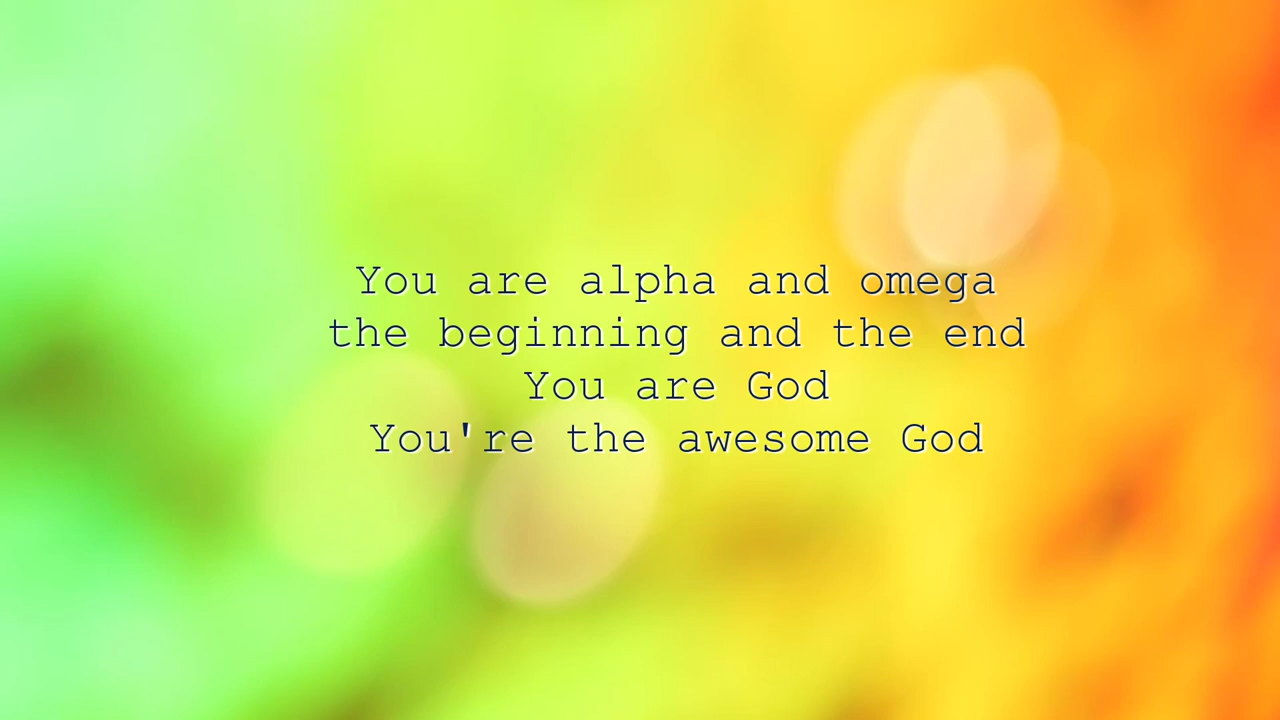 You are alpha and omega
the beginning and the end
You are God
You're the awesome God